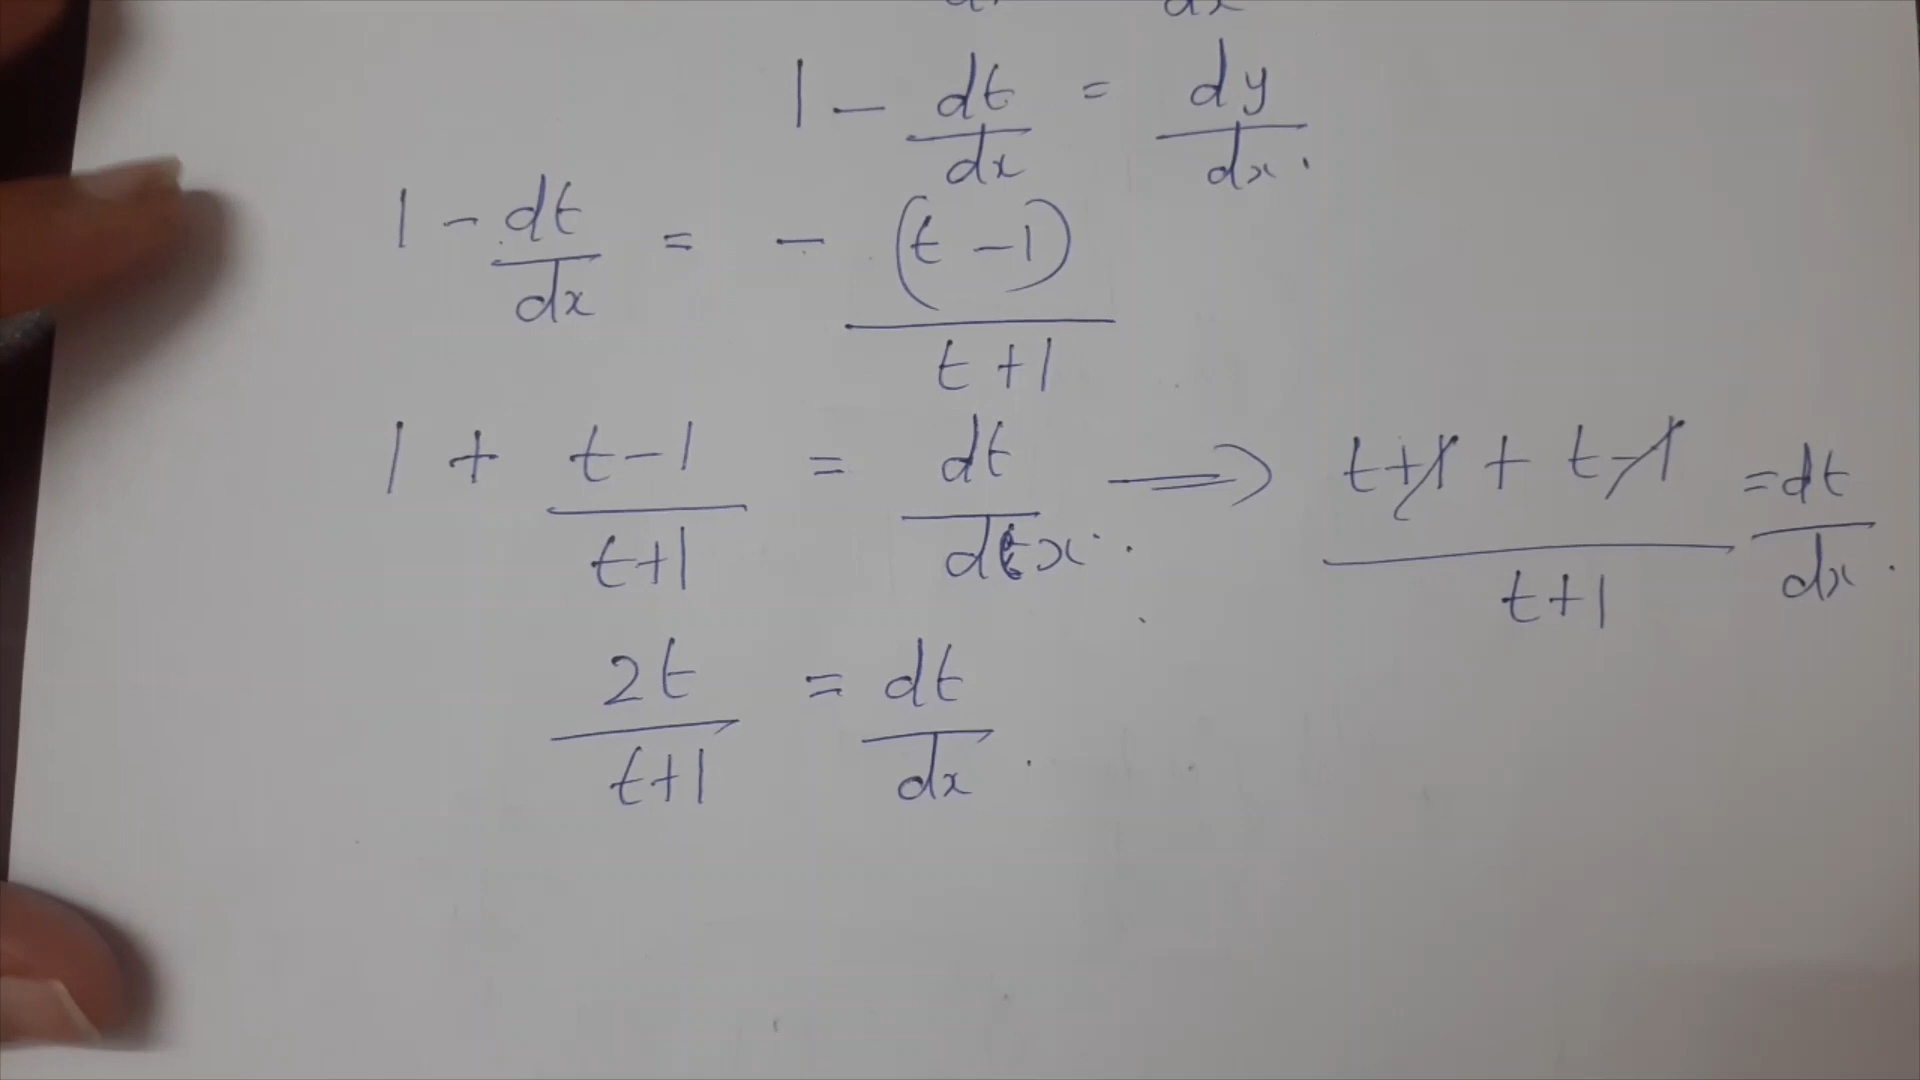 1 - dt/dx = dy/dx.
1 - dt/dx = - (t - 1)/(t + 1)
1 + (t - 1)/(t + 1) = dt/dx. ⟹ (t + 1 + t - 1)/(t + 1) = dt/dx.
2t/(t + 1) = dt/dx.